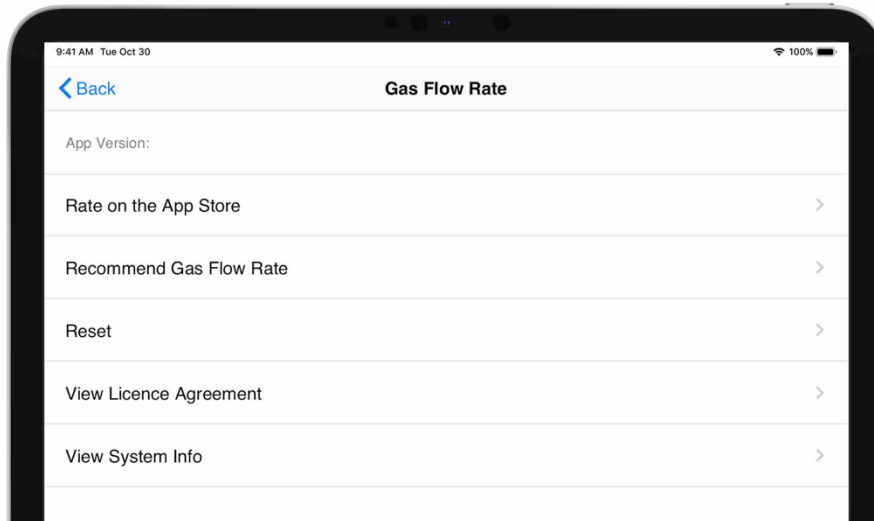 9:41 AM Tue Oct 30 100%
Back Gas Flow Rate
App Version:
Rate on the App Store
Recommend Gas Flow Rate
Reset
View Licence Agreement
View System Info